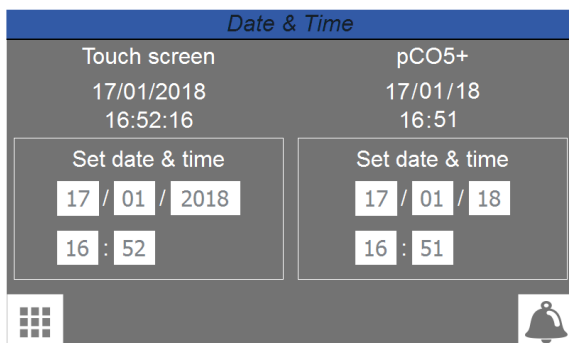 Date & Time
Touch screen
17/01/2018
16:52:16
Set date & time
17 / 01 / 2018
16 : 52
pCO5+
17/01/18
16:51
Set date & time
17 / 01 / 18
16 : 51